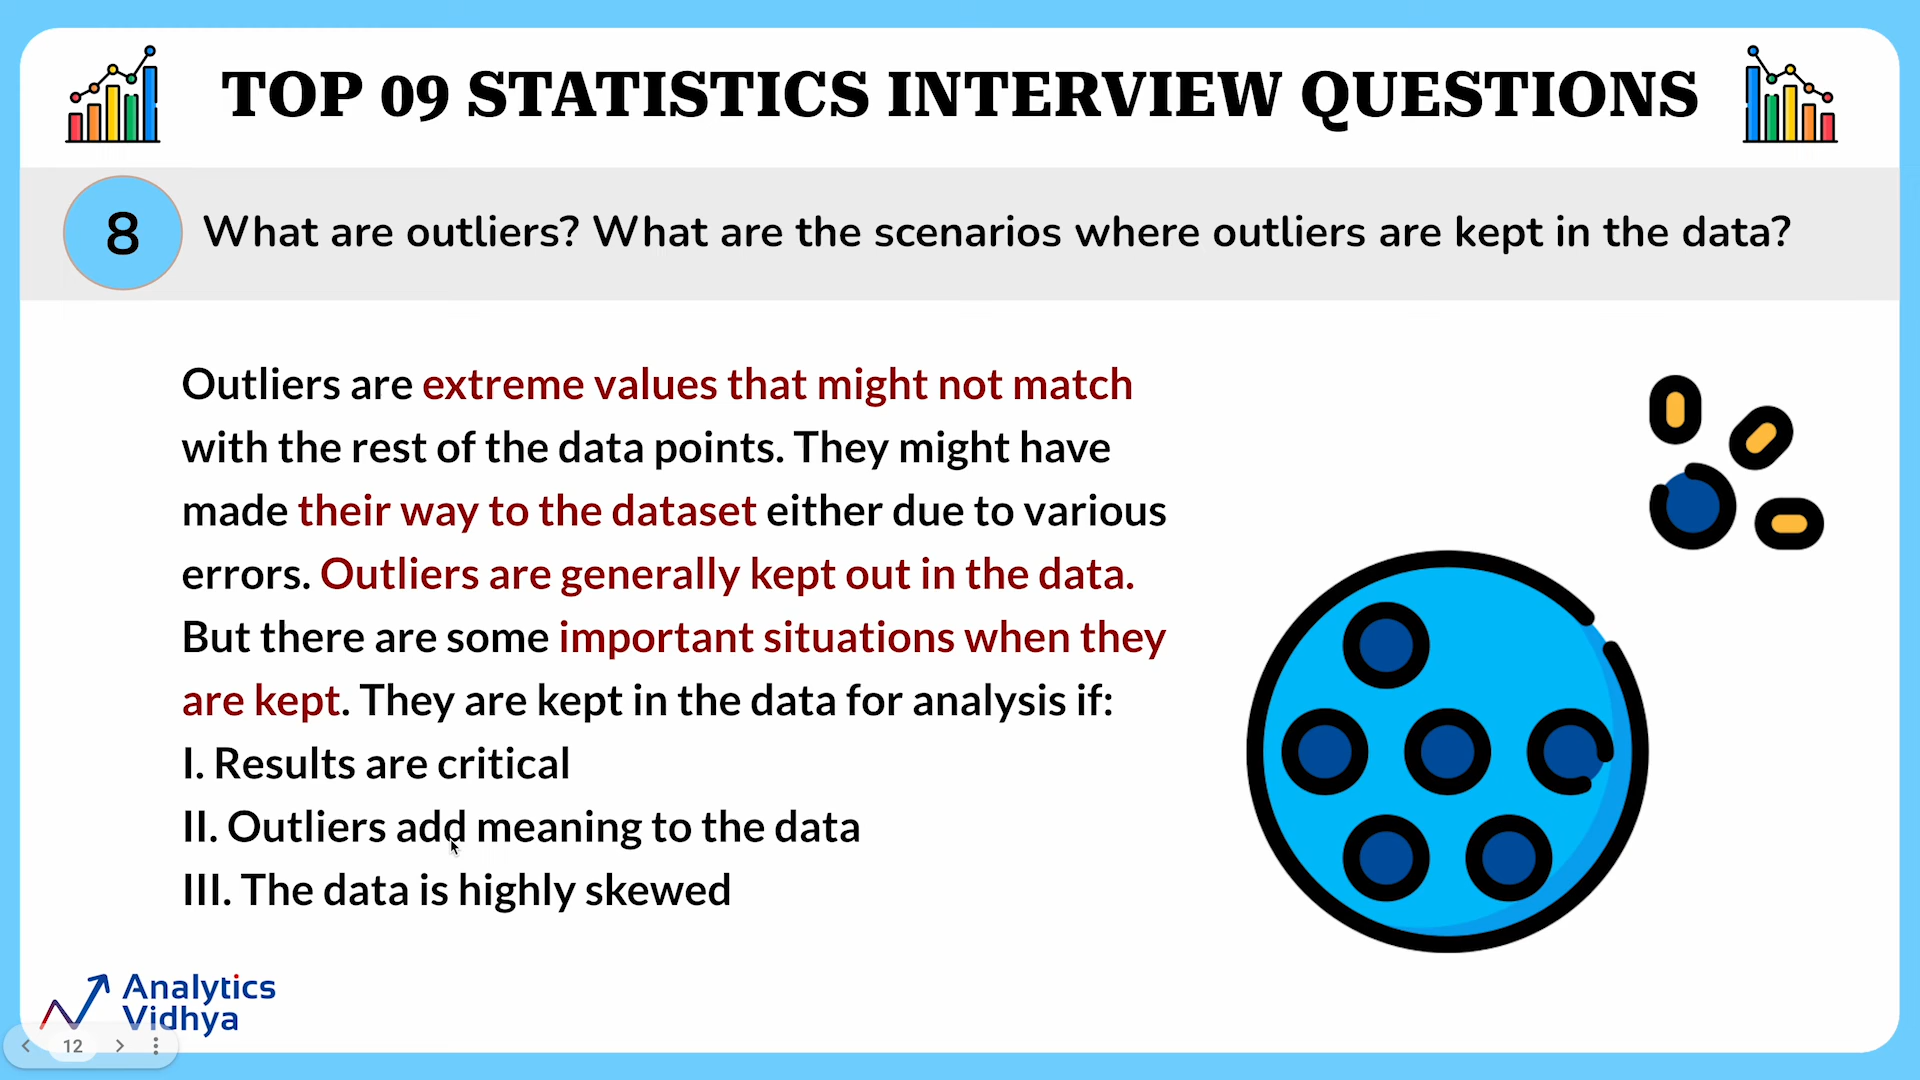 TOP 09 STATISTICS INTERVIEW QUESTIONS
8
What are outliers? What are the scenarios where outliers are kept in the data?
Outliers are extreme values that might not match
with the rest of the data points. They might have
made their way to the dataset either due to various
errors. Outliers are generally kept out in the data.
But there are some important situations when they
are kept. They are kept in the data for analysis if:
I. Results are critical
II. Outliers add meaning to the data
III. The data is highly skewed
Analytics
Vidhya
12